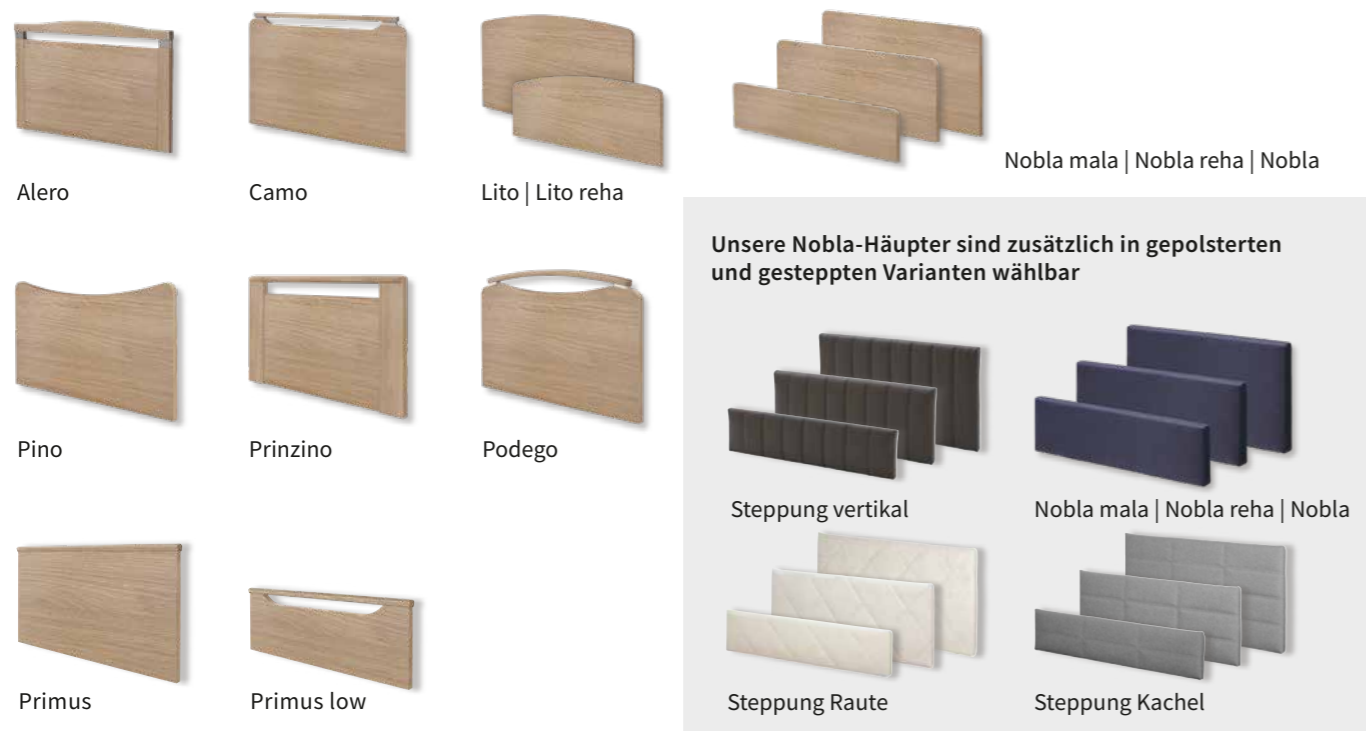 Alero
Camo
Lito | Lito reha
Nobla mala | Nobla reha | Nobla
Pino
Prinzino
Podego
Primus
Primus low
Unsere Nobla-Häupter sind zusätzlich in gepolsterten
und gesteppten Varianten wählbar
Steppung vertikal
Nobla mala | Nobla reha | Nobla
Steppung Raute
Steppung Kachel